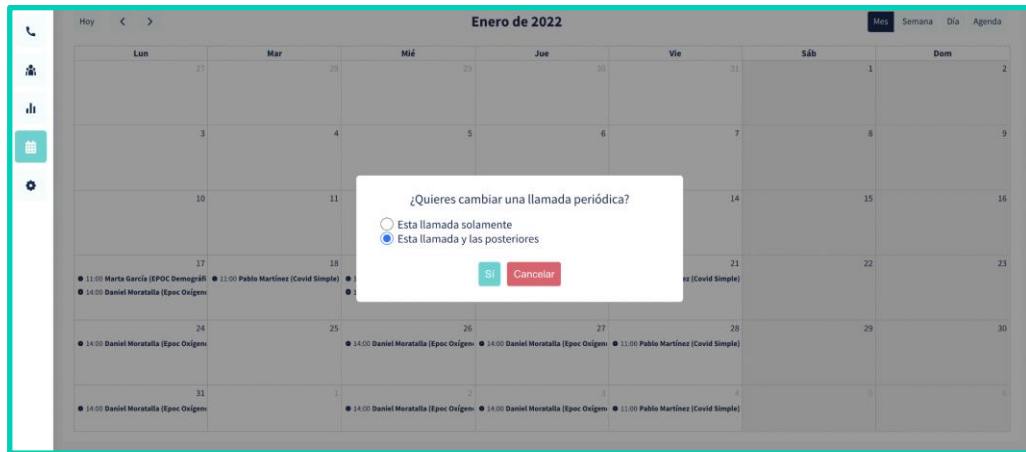 Hoy
Enero de 2022
Mes Semana Día Agenda
Lun Mar Mié Jue Vie Sáb Dom
27 28 29 30 31 1 2
3 4 5 6 7 8 9
10 11 14 15 16
¿Quieres cambiar una llamada periódica?
Esta llamada solamente
Esta llamada y las posteriores
Sí Cancelar
17 18 21 22 23
11:00 Marta García (EPOC Demográfi 11:00 Pablo Martínez (Covid Simple) ez (Covid Simple)
14:00 Daniel Moratalla (Epoc Oxígen
24 25 26 27 28 29 30
14:00 Daniel Moratalla (Epoc Oxígen 14:00 Daniel Moratalla (Epoc Oxígen 14:00 Daniel Moratalla (Epoc Oxígen 11:00 Pablo Martínez (Covid Simple)
31 1 2 3 4 5 6
14:00 Daniel Moratalla (Epoc Oxígen 14:00 Daniel Moratalla (Epoc Oxígen 14:00 Daniel Moratalla (Epoc Oxígen 11:00 Pablo Martínez (Covid Simple)